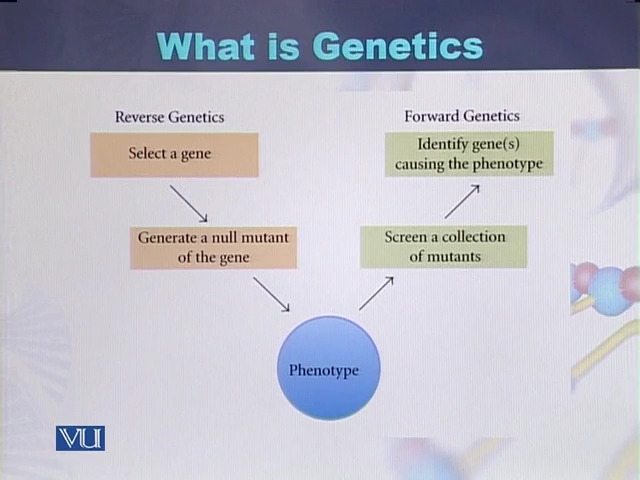 What is Genetics
Reverse Genetics
Select a gene
Generate a null mutant
of the gene
Forward Genetics
Identify gene(s)
causing the phenotype
Screen a collection
of mutants
Phenotype
VU